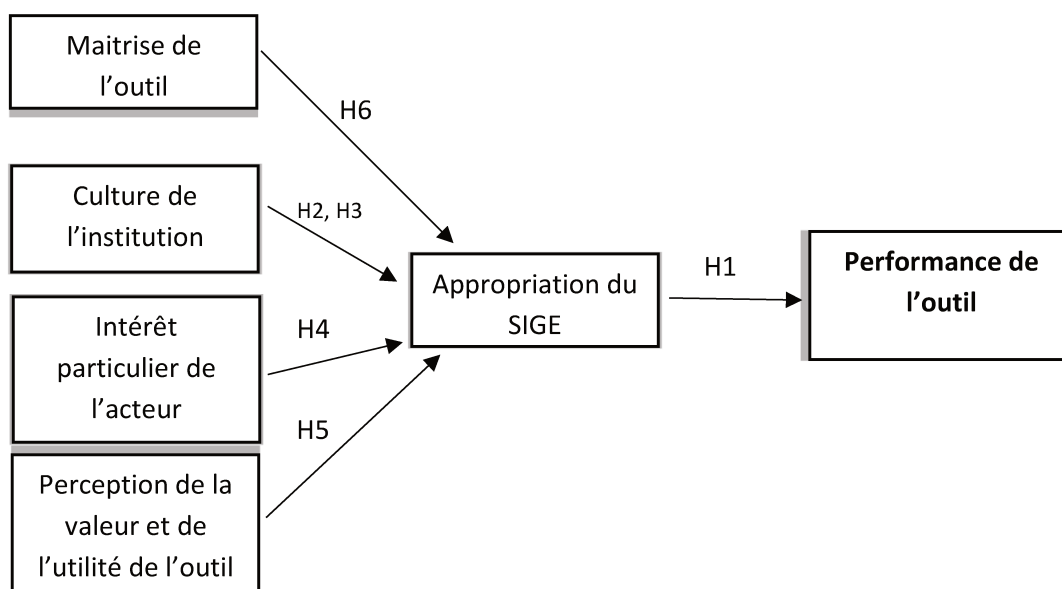 Maitrise de
l’outil
H6
Culture de
l’institution
H2, H3
Intérêt
particulier de
l’acteur
H4
Perception de la
valeur et de
l’utilité de l’outil
H5
Appropriation du
SIGE
H1
Performance de
l’outil